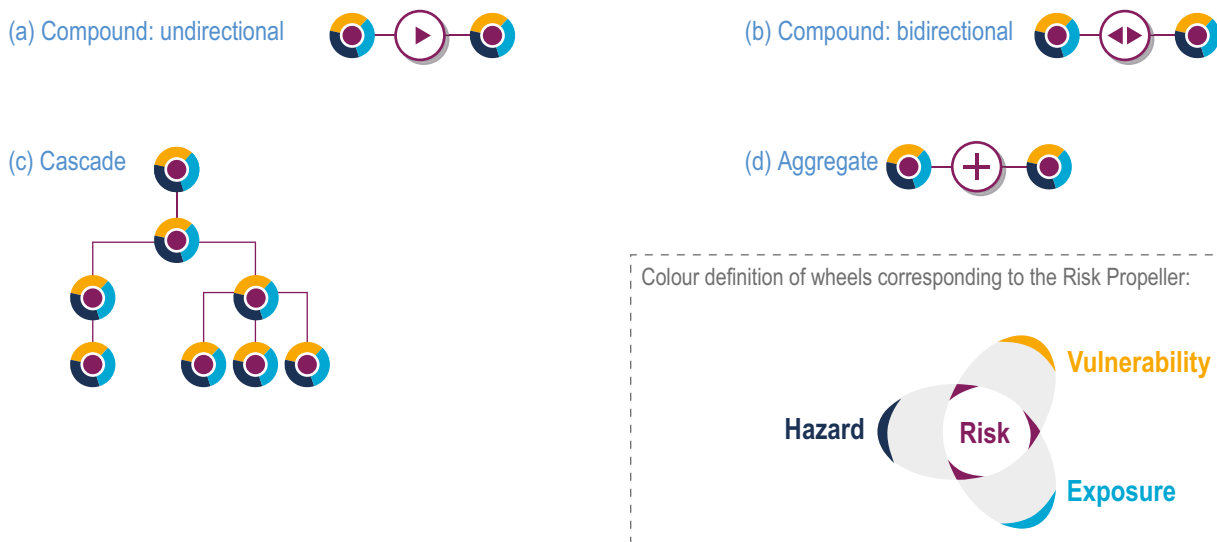 (a) Compound: undirectional
(b) Compound: bidirectional
(c) Cascade
(d) Aggregate
Colour definition of wheels corresponding to the Risk Propeller:
Vulnerability
Hazard
Risk
Exposure